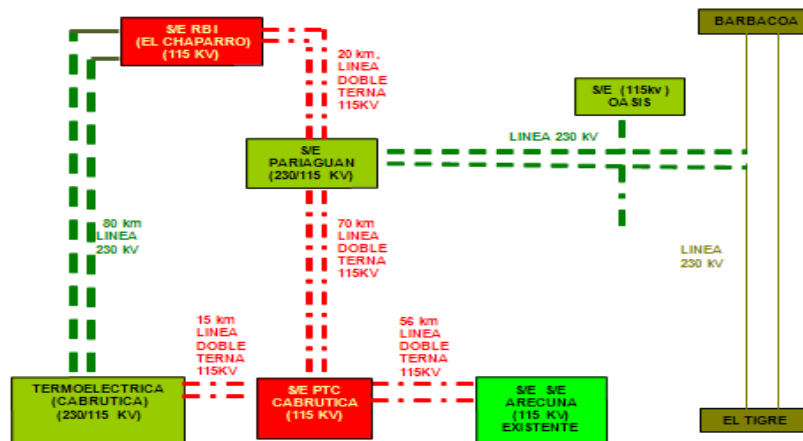 S/E RBI
(EL CHAPARRO)
(115 KV)
BARBACOA
20 km,
LINEA
DOBLE
TERNA
115KV
S/E (115kv)
OASIS
LINEA 230 kV
S/E
PARIAGUAN
(230/115 KV)
80 km
LINEA
230 kV
70 km
LINEA
DOBLE
TERNA
115KV
LINEA
230 kV
15 km
LINEA
DOBLE
TERNA
115KV
56 km
LINEA
DOBLE
TERNA
115KV
TERMOELECTRICA
(CABRUTICA)
(230/115 KV)
S/E PTC
CABRUTICA
(115 KV)
S/E S/E
ARECUNA
(115 KV)
EXISTENTE
EL TIGRE